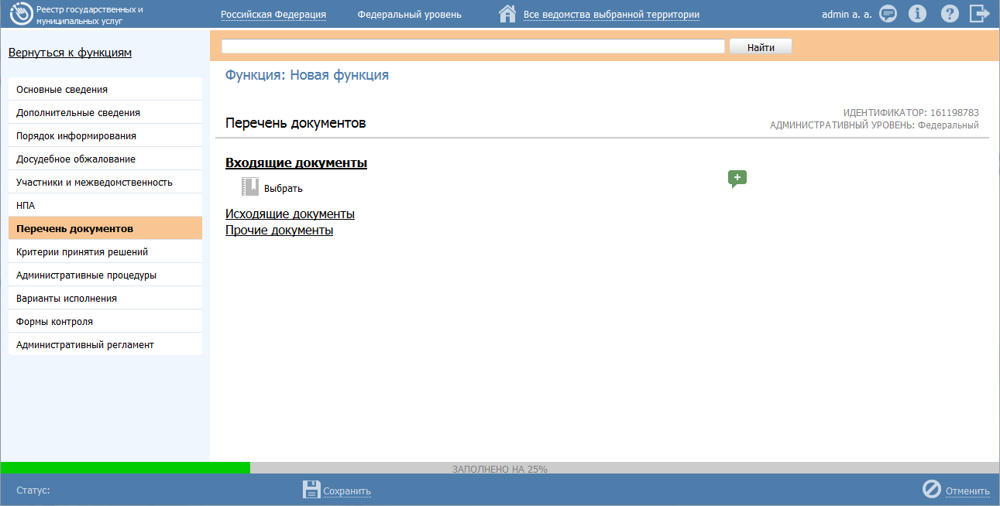 Реестр государственных и
муниципальных услуг
Российская Федерация
Федеральный уровень
Все ведомства выбранной территории
admin a. a.
Вернуться к функциям
Найти
Основные сведения
Дополнительные сведения
Порядок информирования
Досудебное обжалование
Участники и межведомственность
НПА
Перечень документов
Критерии принятия решений
Административные процедуры
Варианты исполнения
Формы контроля
Административный регламент
Функция: Новая функция
Перечень документов
ИДЕНТИФИКАТОР: 161198783
АДМИНИСТРАТИВНЫЙ УРОВЕНЬ: Федеральный
Входящие документы
Выбрать
Исходящие документы
Прочие документы
ЗАПОЛНЕНО НА 25%
Статус:
Сохранить
Отменить